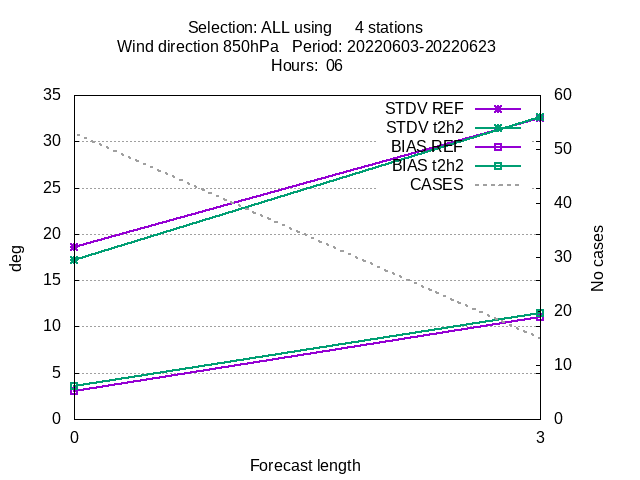 Selection: ALL using 4 stations
Wind direction 850hPa Period: 20220603-20220623
Hours: 06
35
30
25
20
15
10
5
0
60
50
40
30
20
10
0
STDV REF
STDV t2h2
BIAS REF
BIAS t2h2
CASES
deg
No cases
0
3
Forecast length